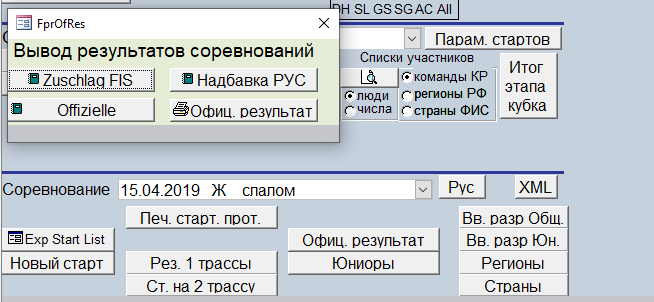 DH SL GS SG AC All
FprOfRes
Вывод результатов соревнований
Zuschlag FIS
Надбавка РУС
Offizielle
Офиц. результат
Парам. стартов
Списки участников
команды КР
регионы РФ
страны ФИС
люди
числа
Итог
этапа
кубка
Соревнование 15.04.2019 Ж спалом
Рус
XML
Печ. старт. прот.
Вв. разр Общ.
Exp Start List
Офиц. результат
Вв. разр Юн.
Новый старт
Рез. 1 трассы
Юниоры
Регионы
Ст. на 2 трассу
Страны